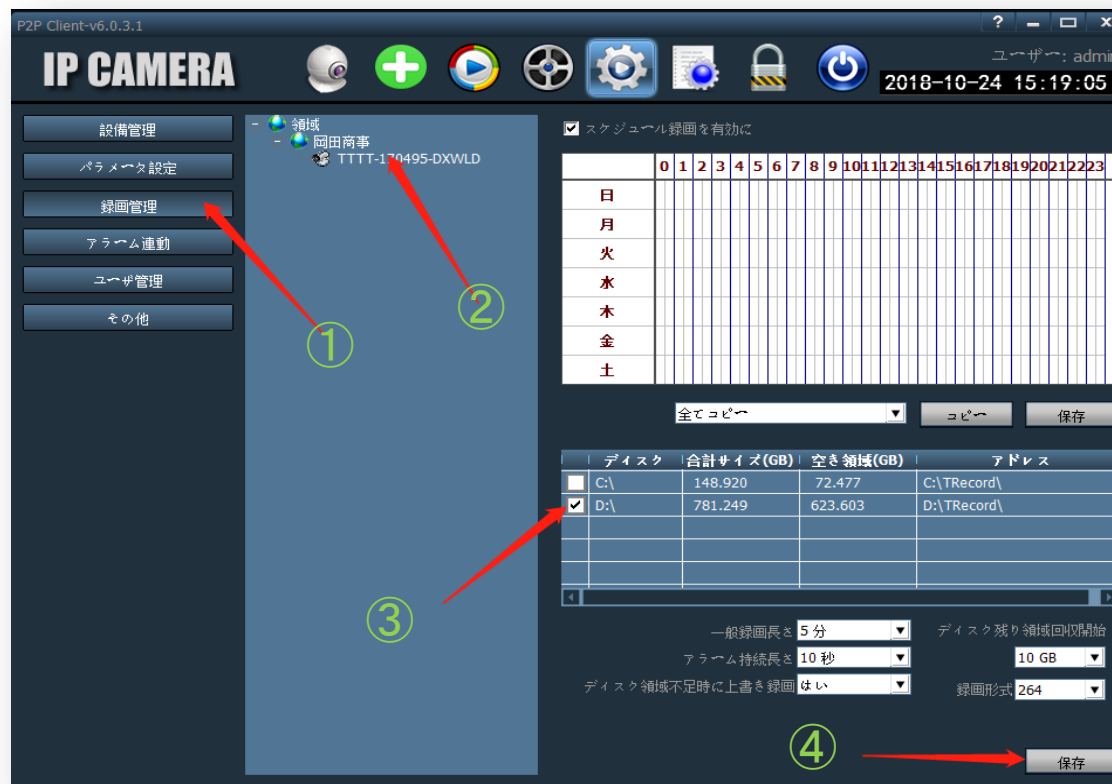 P2P Client-v6.0.3.1
?
IP CAMERA
ユーザー: admin
2018-10-24 15:19:05
設備管理
パラメータ設定
録画管理
アラーム連動
ユーザ管理
その他
領域
岡田商事
TTTT-170495-DXWLD
①
②
③
④
スケジュール録画を有効に
0 1 2 3 4 5 6 7 8 9 10 11 12 13 14 15 16 17 18 19 20 21 22 23
日
月
火
水
木
金
土
全てコピー コピー 保存
ディスク 合計サイズ(GB) 空き領域(GB) アドレス
C:\ 148.920 72.477 C:\TRecord\
D:\ 781.249 623.603 D:\TRecord\
一般録画長さ 5 分 ディスク残り領域回収開始
アラーム持続長さ 10 秒 10 GB
ディスク領域不足時に上書き録画 はい 録画形式 264
保存